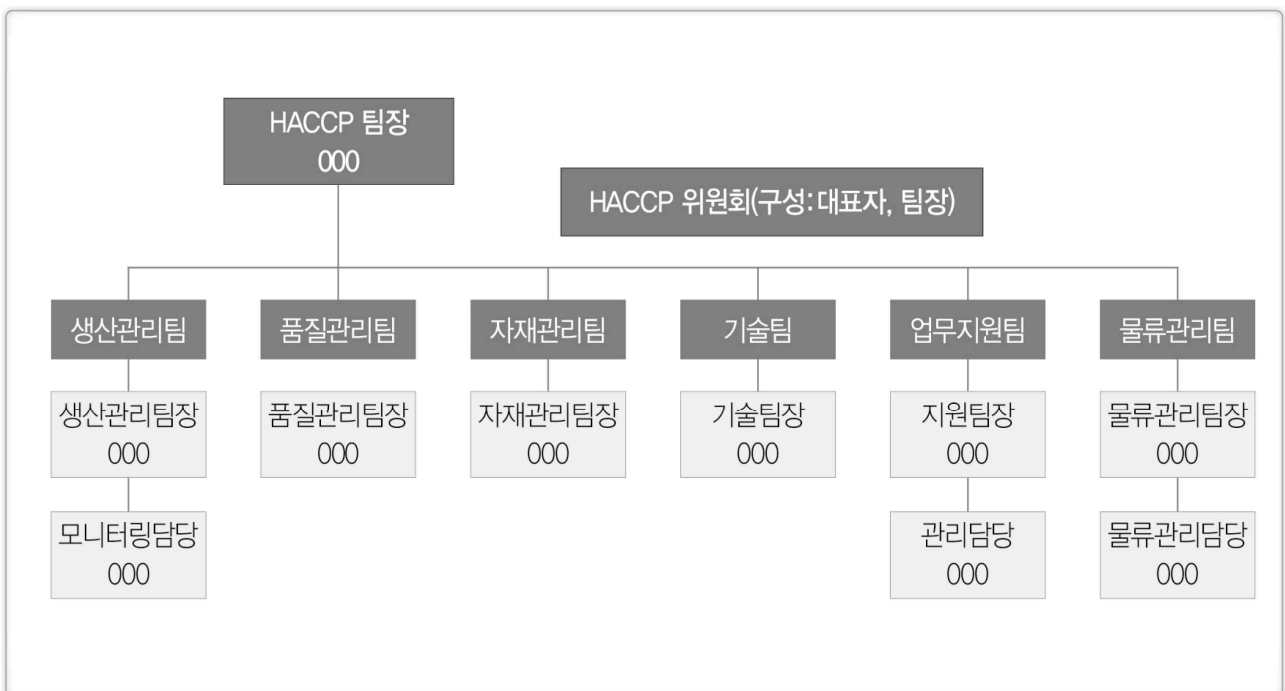 HACCP 팀장
000
HACCP 위원회(구성: 대표자, 팀장)
생산관리팀
품질관리팀
자재관리팀
기술팀
업무지원팀
물류관리팀
생산관리팀장
000
품질관리팀장
000
자재관리팀장
000
기술팀장
000
지원팀장
000
물류관리팀장
000
모니터링담당
000
관리담당
000
물류관리담당
000